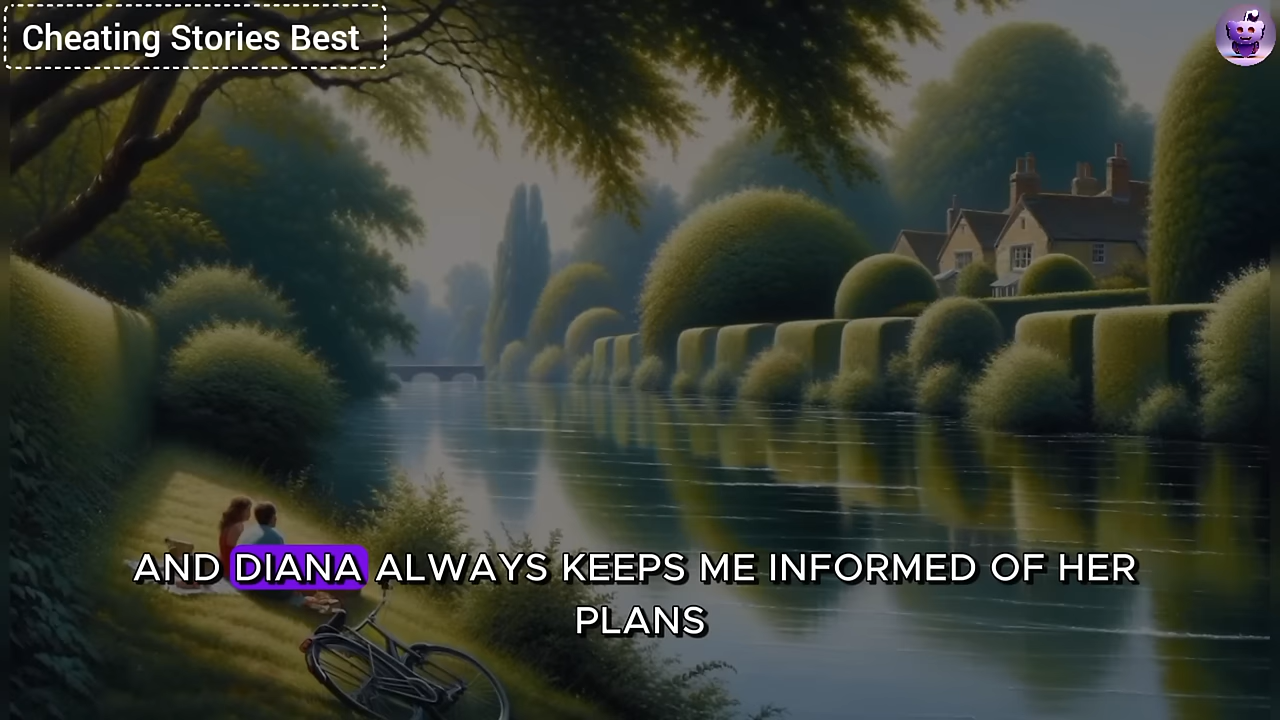 Cheating Stories Best
AND DIANA ALWAYS KEEPS ME INFORMED OF HER
PLANS